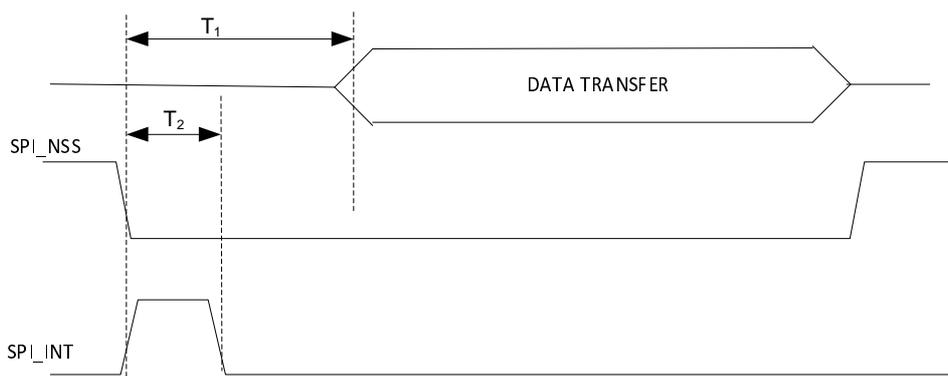 T1
DATA TRANSFER
T2
SPI_NSS
SPI_INT